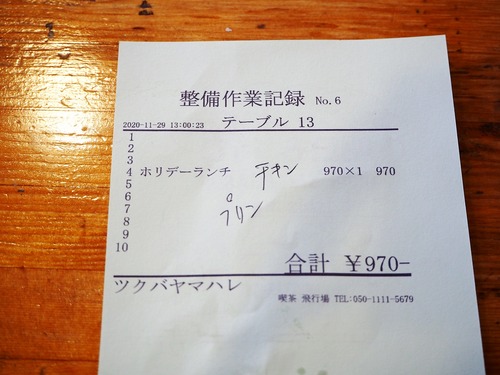 整備作業記録 No.6
2020-11-29 13:00:23 テーブル 13
1
2
3
4 ホリデーランチ チキン 970×1 970
5
6
7 プリン
8
9
10
合計 ¥970-
ツクバヤマハレ
喫茶 飛行場 TEL:050-1111-5679